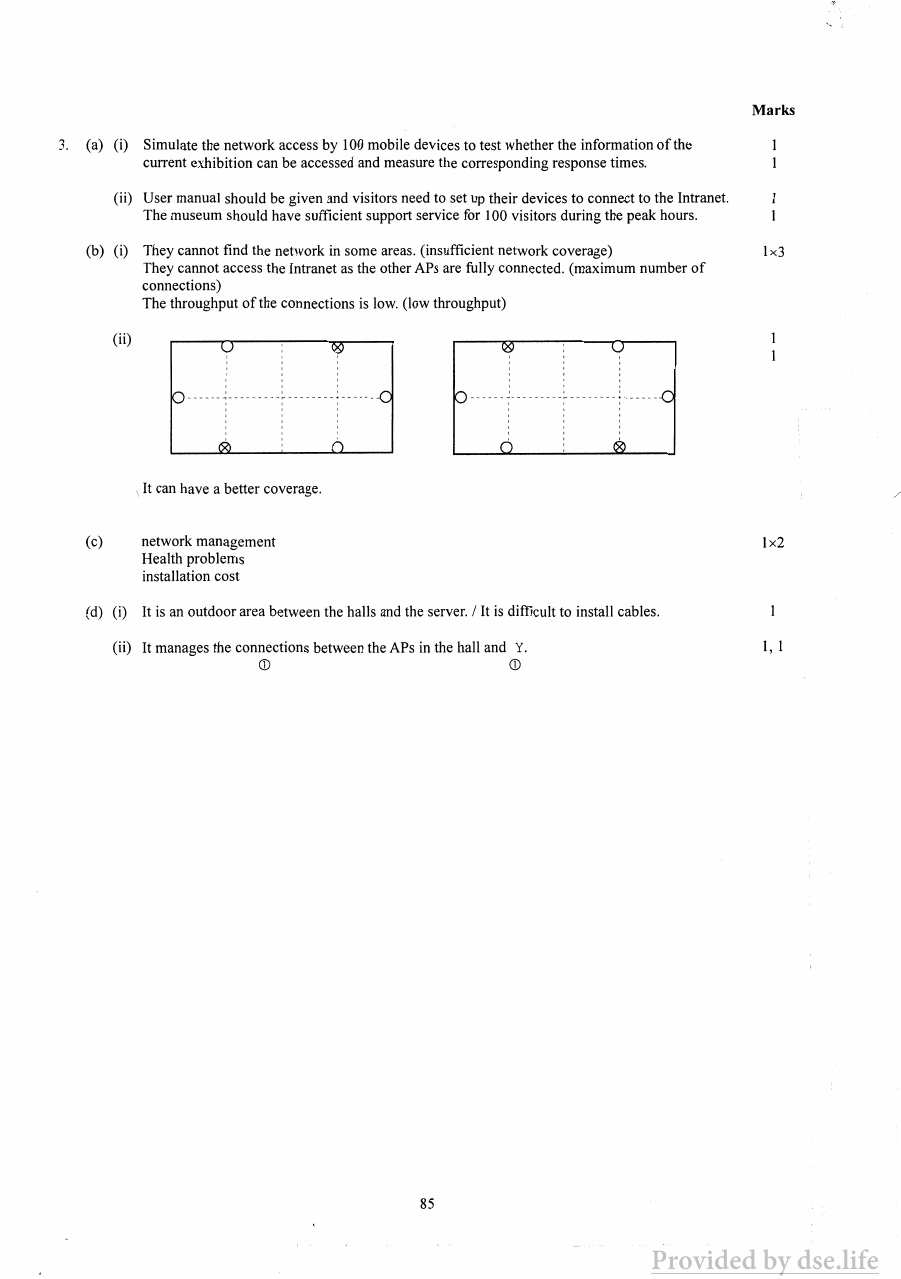 Marks
3. (a) (i) Simulate the network access by 100 mobile devices to test whether the information of the 1
current exhibition can be accessed and measure the corresponding response times. 1
(ii) User manual should be given and visitors need to set up their devices to connect to the Intranet. 1
The museum should have sufficient support service for 100 visitors during the peak hours. 1
(b) (i) They cannot find the network in some areas. (insufficient network coverage) 1×3
They cannot access the Intranet as the other APs are fully connected. (maximum number of
connections)
The throughput of the connections is low. (low throughput)
(ii) 1
1
It can have a better coverage.
(c) network management 1×2
Health problems
installation cost
(d) (i) It is an outdoor area between the halls and the server. / It is difficult to install cables. 1
(ii) It manages the connections between the APs in the hall and Y. 1, 1
① ①
85
Provided by dse.life